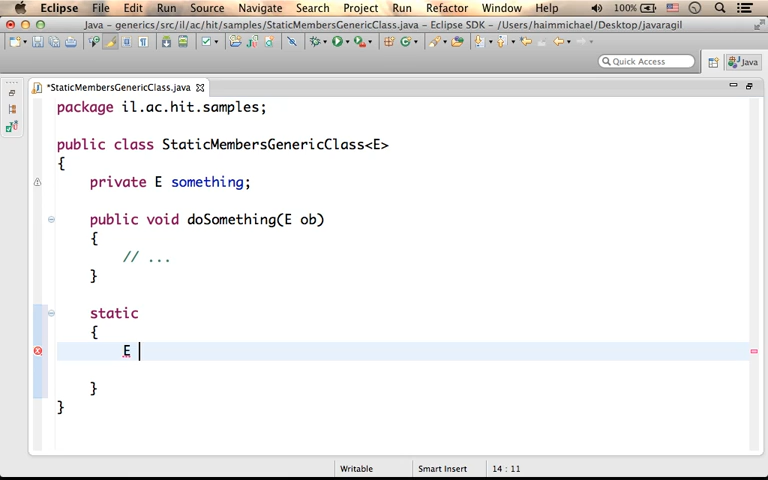 Eclipse File Edit Run Source Navigate Search Project Run Refactor Window Help 100%
Java - generics/src/il/ac/hit/samples/StaticMembersGenericClass.java - Eclipse SDK - /Users/haimmichael/Desktop/javaragil
Quick Access Java
*StaticMembersGenericClass.java
package il.ac.hit.samples;
public class StaticMembersGenericClass<E>
{
private E something;
public void doSomething(E ob)
{
// ...
}
static
{
E
}
}
Writable Smart Insert 14 : 11